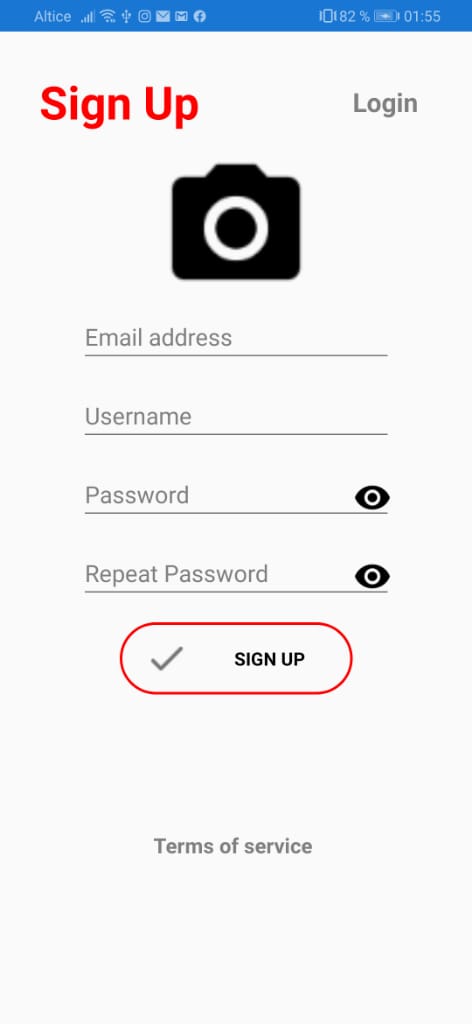 Altice 82 % 01:55
Sign Up Login
Email address
Username
Password
Repeat Password
SIGN UP
Terms of service